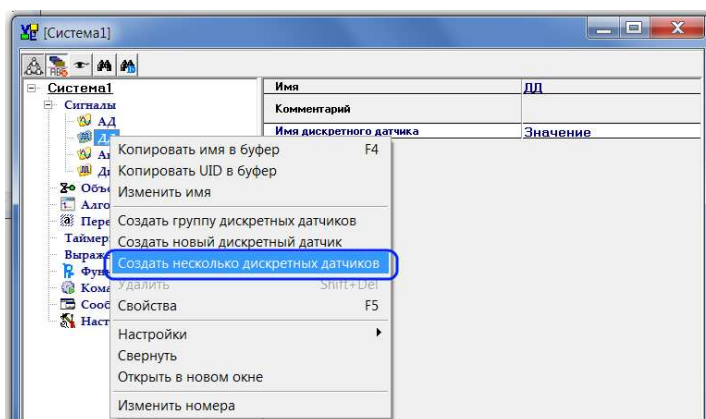 [Система1]
Система1
Имя ДД
Сигналы
Комментарий
АД
Имя дискретного датчика Значение
ДД
Копировать имя в буфер F4
Копировать UID в буфер
Изменить имя
Создать группу дискретных датчиков
Таймер
Создать новый дискретный датчик
Создать несколько дискретных датчиков
Удалить Shift+Del
Свойства F5
Настройки
Свернуть
Открыть в новом окне
Изменить номера